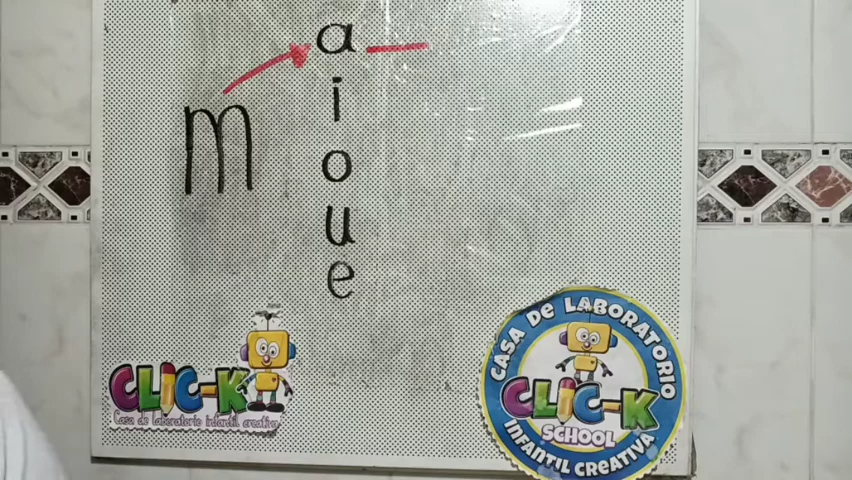 m
a
i
o
u
e
CLIC-K
Casa de laboratorio infantil creativa
CASA De LABORATORIO
CLIC-K
SCHOOL
INFANTIL CReATIVA